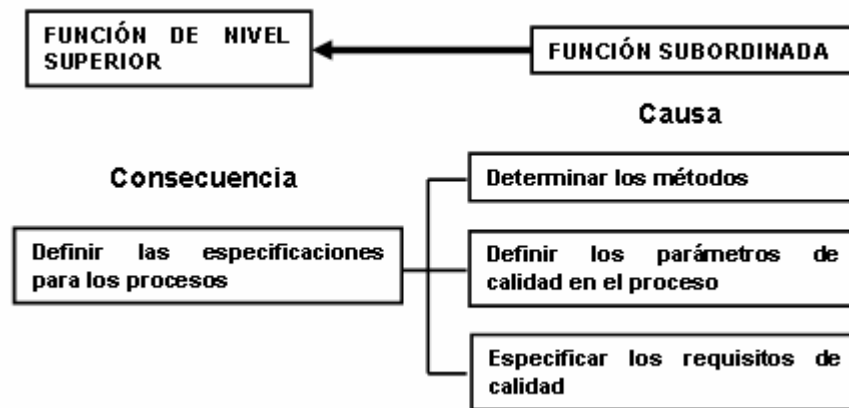 FUNCIÓN DE NIVEL
SUPERIOR
FUNCIÓN SUBORDINADA
Causa
Consecuencia
Determinar los métodos
Definir las especificaciones
para los procesos
Definir los parámetros de
calidad en el proceso
Especificar los requisitos de
calidad